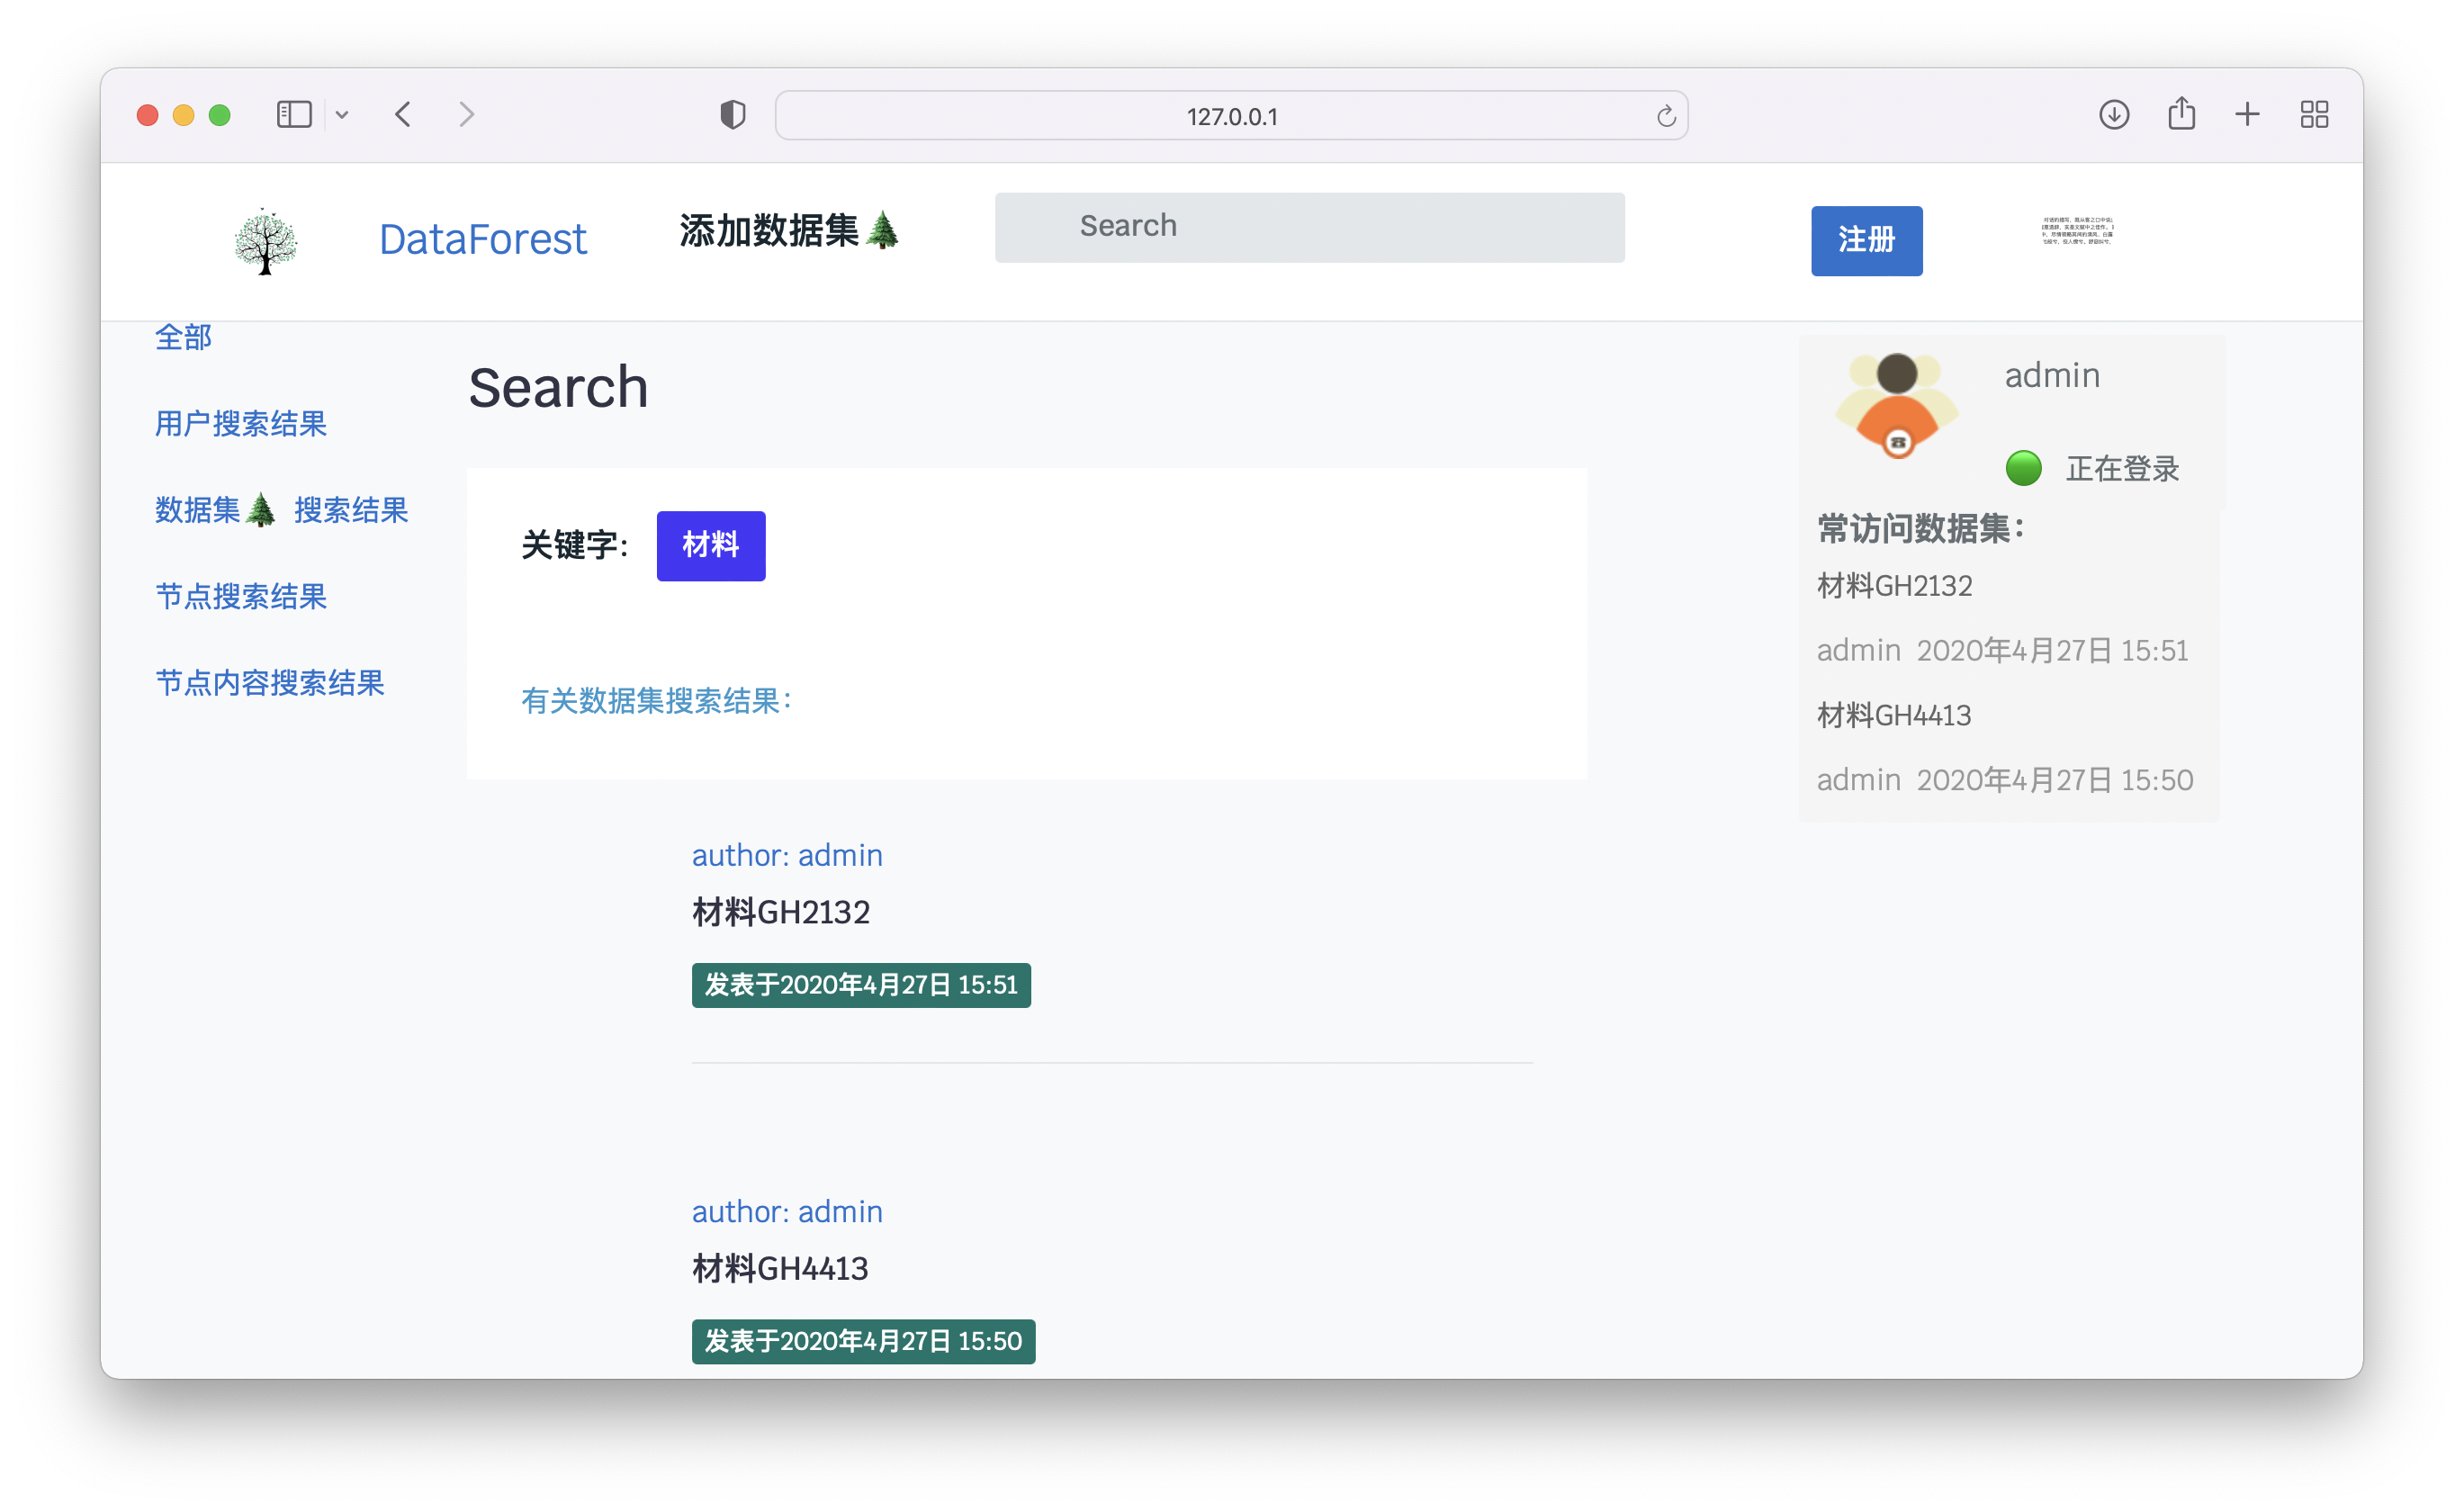 127.0.0.1
DataForest
添加数据集🌲
Search
注册
全部
用户搜索结果
数据集🌲 搜索结果
节点搜索结果
节点内容搜索结果
Search
关键字：
材料
有关数据集搜索结果：
author: admin
材料GH2132
发表于2020年4月27日 15:51
author: admin
材料GH4413
发表于2020年4月27日 15:50
admin
正在登录
常访问数据集：
材料GH2132
admin 2020年4月27日 15:51
材料GH4413
admin 2020年4月27日 15:50